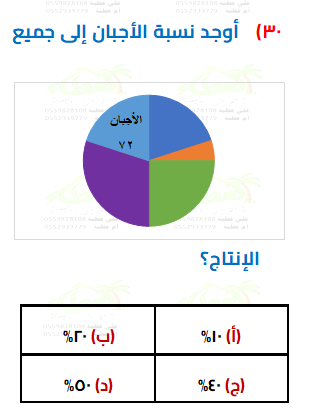 ٣٠) أوجد نسبة الأجبان إلى جميع
الأجبان
٧٢
الإنتاج؟
(أ) ١٠% (ب) ٢٠%
(ج) ٤٠% (د) ٥٠%